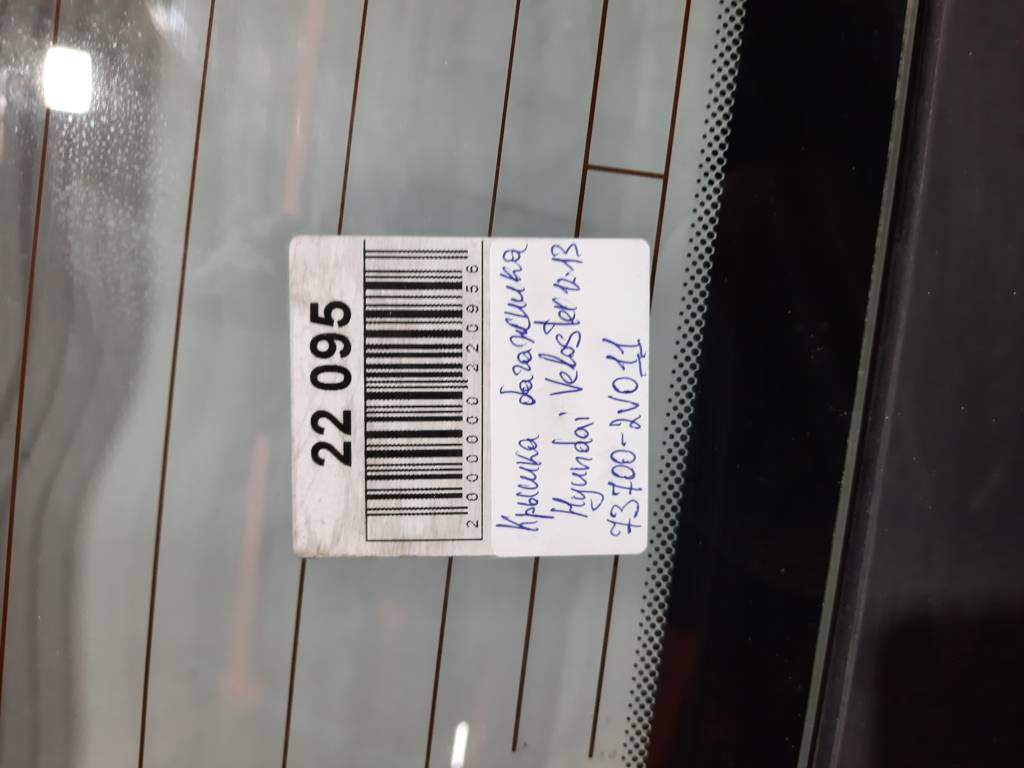 22 095
2000000220956
Крышка багажника
Hyundai Veloster 12-13
73700-2V011